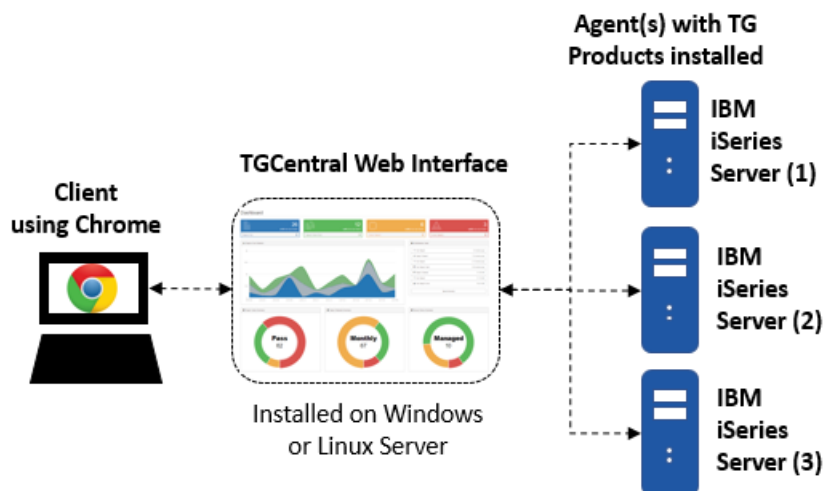 Agent(s) with TG
Products installed
IBM
iSeries
Server (1)
TGCentral Web Interface
Client
using Chrome
Dashboard
Pass
Monthly
Managed
IBM
iSeries
Server (2)
Installed on Windows
or Linux Server
IBM
iSeries
Server (3)